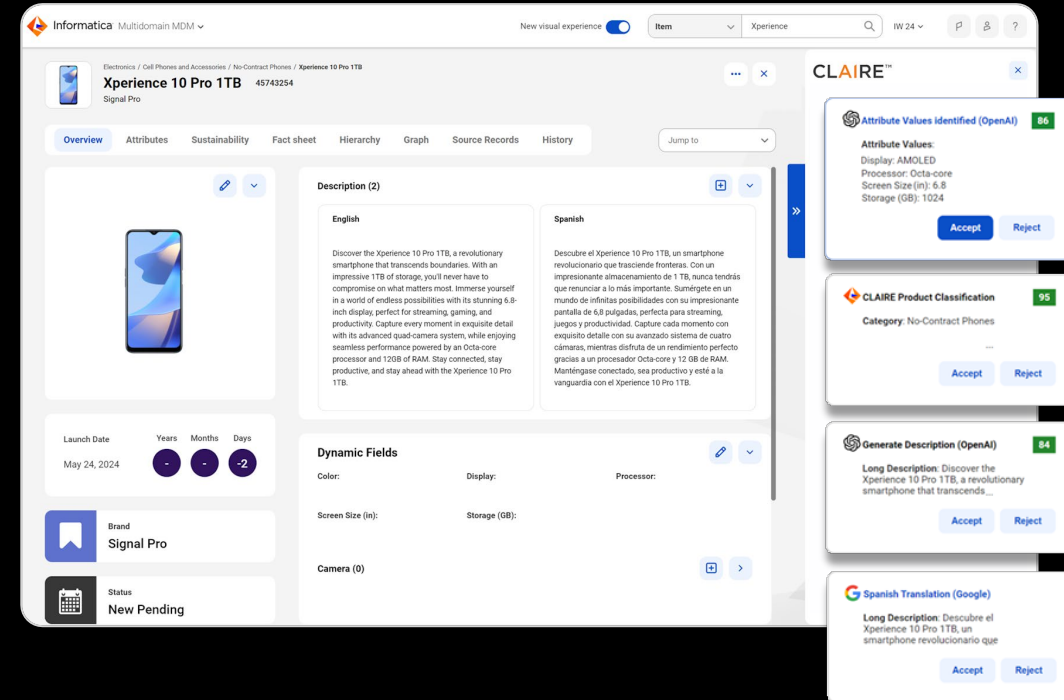 Informatica Multidomain MDM
New visual experience
Item
Xperience
IW 24
?
Electronics / Cell Phones and Accessories / No-Contract Phones / Xperience 10 Pro 1TB
Xperience 10 Pro 1TB 45743254
Signal Pro
Overview Attributes Sustainability Fact sheet Hierarchy Graph Source Records History
Jump to
Description (2)
English
Discover the Xperience 10 Pro 1TB, a revolutionary
smartphone that transcends boundaries. With an
impressive 1TB of storage, you'll never have to
compromise on what matters most. Immerse yourself
in a world of endless possibilities with its stunning 6.8-
inch display, perfect for streaming, gaming, and
productivity. Capture every moment in exquisite detail
with its advanced quad-camera system, while enjoying
seamless performance powered by an Octa-core
processor and 12GB of RAM. Stay connected, stay
productive, and stay ahead with the Xperience 10 Pro
1TB.
Spanish
Descubre el Xperience 10 Pro 1TB, un smartphone
revolucionario que trasciende fronteras. Con un
impresionante almacenamiento de 1 TB, nunca tendrás
que renunciar a lo más importante. Sumérgete en un
mundo de infinitas posibilidades con su impresionante
pantalla de 6,8 pulgadas, perfecta para streaming,
juegos y productividad. Capture cada momento con
exquisito detalle con su avanzado sistema de cuatro
cámaras, mientras disfruta de un rendimiento perfecto
gracias a un procesador Octa-core y 12 GB de RAM.
Manténgase conectado, sea productivo y esté a la
vanguardia con el Xperience 10 Pro 1TB.
Launch Date Years Months Days
May 24, 2024 - - -2
Brand
Signal Pro
Status
New Pending
Dynamic Fields
Color: Display: Processor:
Screen Size (in): Storage (GB):
Camera (0)
CLAIRE™
Attribute Values identified (OpenAI) 86
Attribute Values:
Display: AMOLED
Processor: Octa-core
Screen Size (in): 6.8
Storage (GB): 1024
Accept Reject
CLAIRE Product Classification 95
Category: No-Contract Phones
...
Accept Reject
Generate Description (OpenAI) 84
Long Description: Discover the
Xperience 10 Pro 1TB, a revolutionary
smartphone that transcends...
Accept Reject
Spanish Translation (Google)
Long Description: Descubre el
Xperience 10 Pro 1TB, un
smartphone revolucionario que
Accept Reject